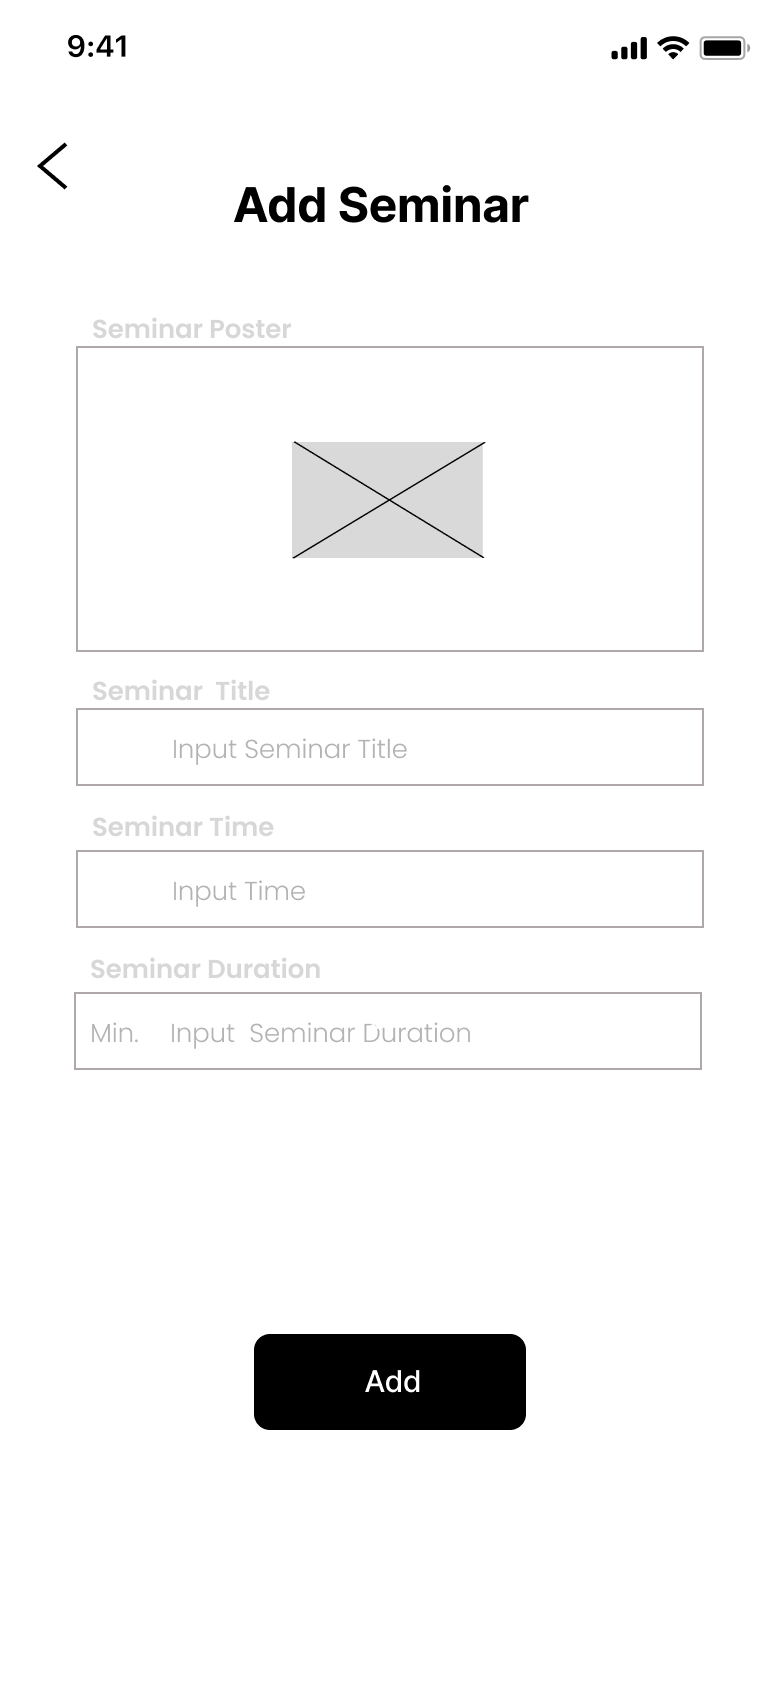 9:41
Add Seminar
Seminar Poster
Seminar  Title
Input Seminar Title
Seminar Time
Input Time
Seminar Duration
Min.    Input  Seminar Duration
Add